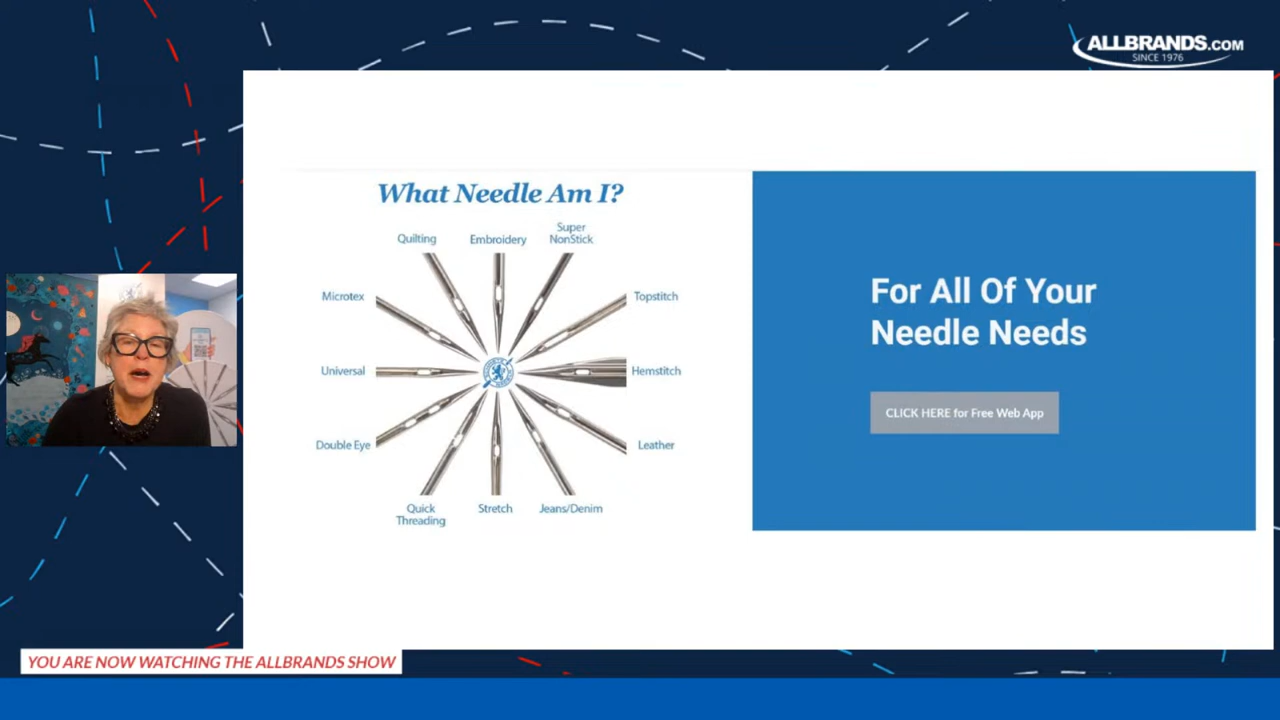 ALLBRANDS.COM
SINCE 1976
What Needle Am I?
Super
NonStick
Quilting
Embroidery
Microtex
Topstitch
Universal
Hemstitch
Double Eye
Leather
Quick
Threading
Stretch
Jeans/Denim
For All Of Your
Needle Needs
CLICK HERE for Free Web App
YOU ARE NOW WATCHING THE ALLBRANDS SHOW